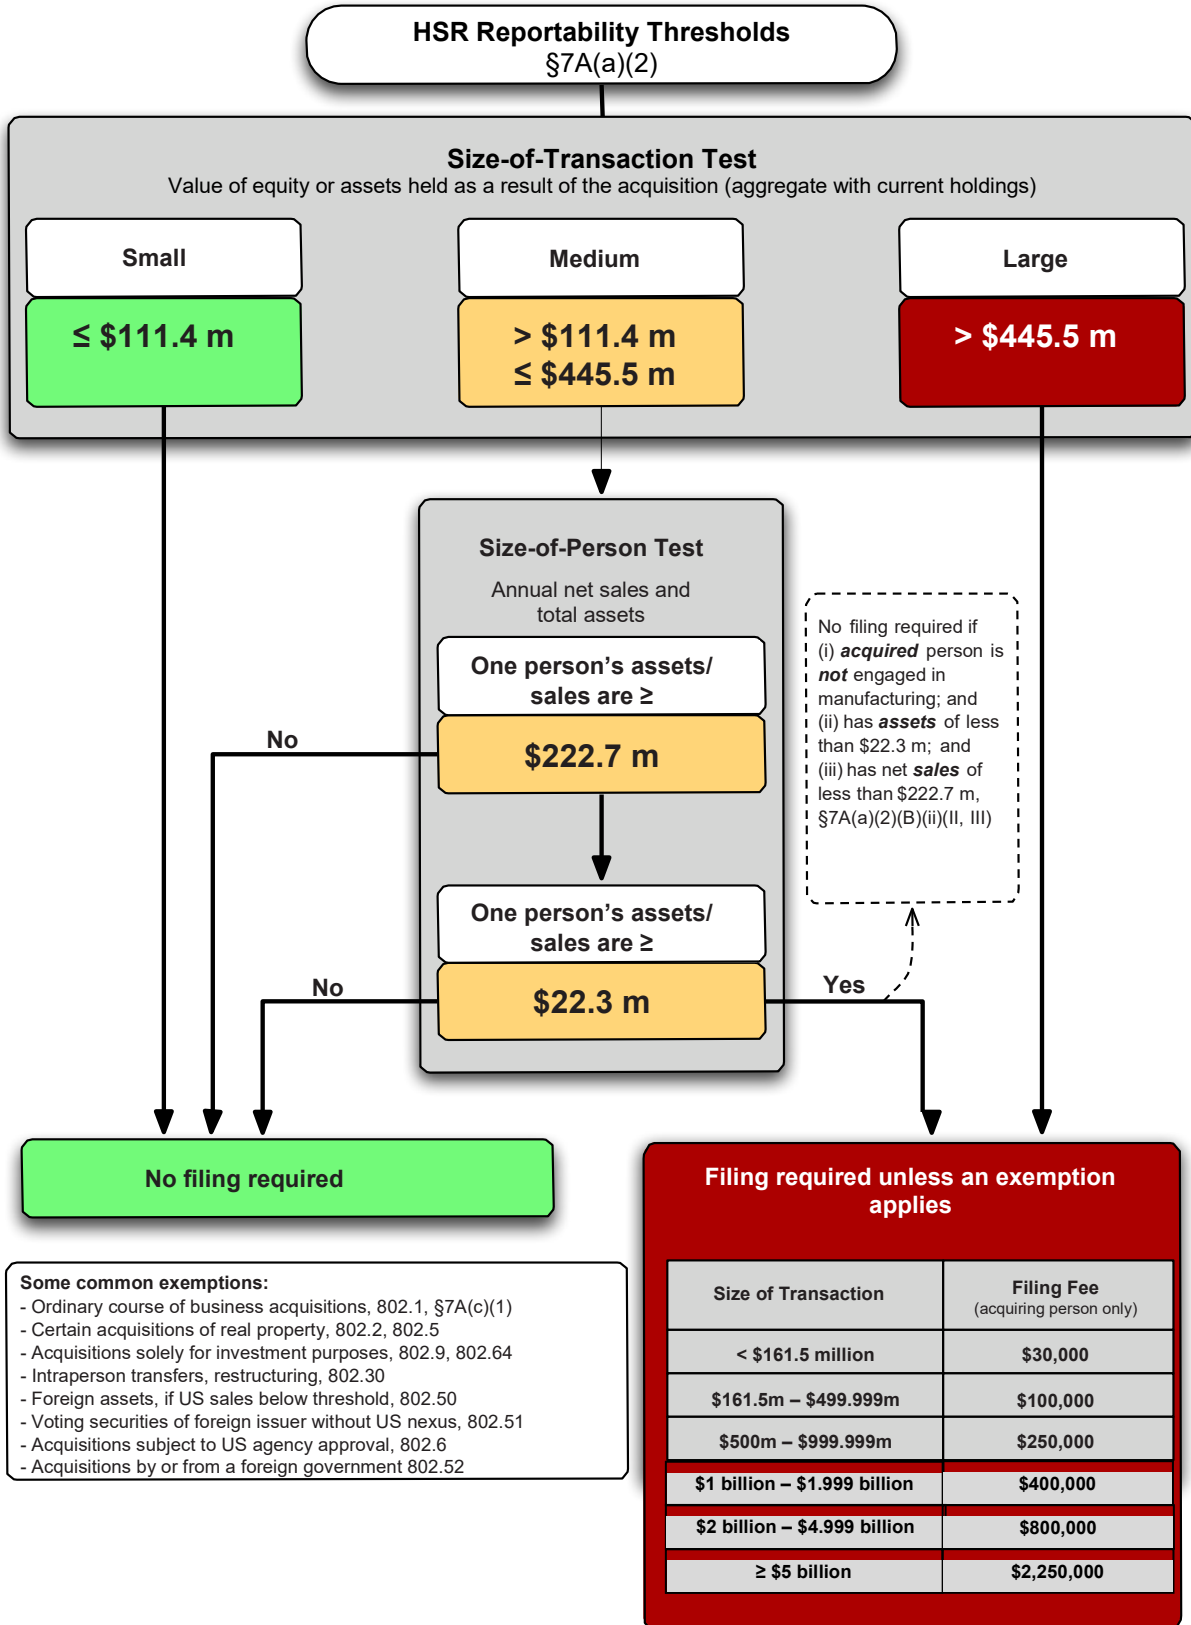 HSR Reportability Thresholds
§7A(a)(2)
Size-of-Transaction Test
Value of equity or assets held as a result of the acquisition (aggregate with current holdings)
Small
≤ $111.4 m
Medium
> $111.4 m
≤ $445.5 m
Large
> $445.5 m
Size-of-Person Test
Annual net sales and
total assets
One person’s assets/
sales are ≥
$222.7 m
No
One person’s assets/
sales are ≥
$22.3 m
No
Yes
No filing required if
(i) acquired person is
not engaged in
manufacturing; and
(ii) has assets of less
than $22.3 m; and
(iii) has net sales of
less than $222.7 m,
§7A(a)(2)(B)(ii)(II, III)
No filing required
Filing required unless an exemption
applies
Size of Transaction
Filing Fee
(acquiring person only)
< $161.5 million
$30,000
$161.5m – $499.999m
$100,000
$500m – $999.999m
$250,000
$1 billion – $1.999 billion
$400,000
$2 billion – $4.999 billion
$800,000
≥ $5 billion
$2,250,000
Some common exemptions:
- Ordinary course of business acquisitions, 802.1, §7A(c)(1)
- Certain acquisitions of real property, 802.2, 802.5
- Acquisitions solely for investment purposes, 802.9, 802.64
- Intraperson transfers, restructuring, 802.30
- Foreign assets, if US sales below threshold, 802.50
- Voting securities of foreign issuer without US nexus, 802.51
- Acquisitions subject to US agency approval, 802.6
- Acquisitions by or from a foreign government 802.52